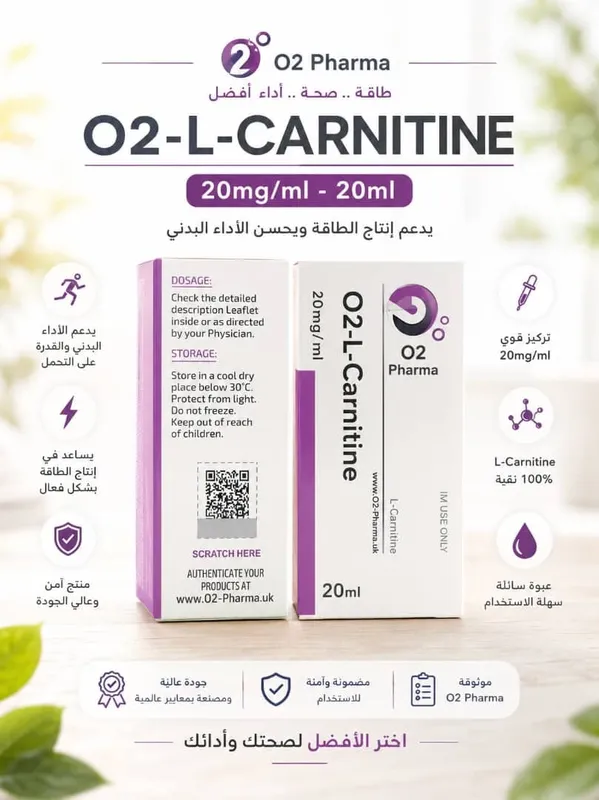 O2 Pharma
طاقة .. صحة .. أداء أفضل
O2-L-CARNITINE
20mg/ml - 20ml
يدعم إنتاج الطاقة ويحسن الأداء البدني
يدعم الأداء
البدني والقدرة
على التحمل
يساعد في
إنتاج الطاقة
بشكل فعال
منتج آمن
وعالي الجودة
DOSAGE:
Check the detailed
description Leaflet
inside or as directed
by your Physician.
STORAGE:
Store in a cool dry
place below 30°C.
Protect from light.
Do not freeze.
Keep out of reach
of children.
SCRATCH HERE
AUTHENTICATE YOUR
PRODUCTS AT
www.O2-Pharma.uk
O2
Pharma
O2-L-Carnitine
20mg/ml
www.O2-Pharma.uk
L-Carnitine
IM USE ONLY
20ml
تركيز قوي
20mg/ml
L-Carnitine
100% نقية
عبوة سائلة
سهلة الاستخدام
جودة عالية
ومصنعة بمعايير عالمية
مضمونة وآمنة
للاستخدام
موثوقة
O2 Pharma
اختر الأفضل لصحتك وأدائك